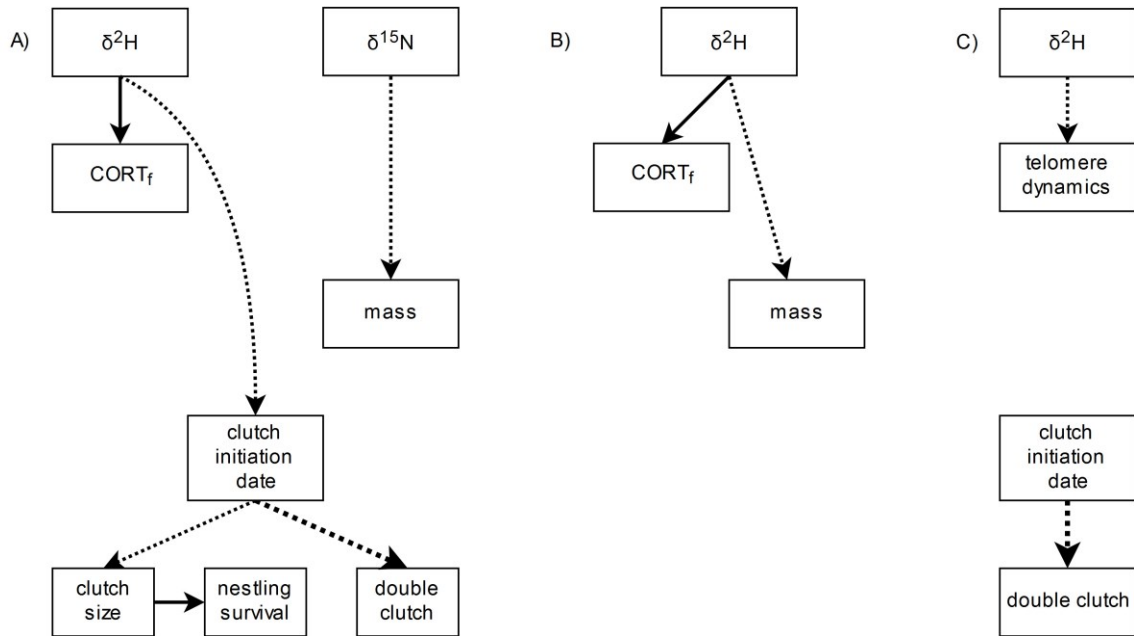 A)
δ²H
δ¹⁵N
CORTf
mass
clutch
initiation
date
clutch
size
nestling
survival
double
clutch
B)
δ²H
CORTf
mass
C)
δ²H
telomere
dynamics
clutch
initiation
date
double clutch